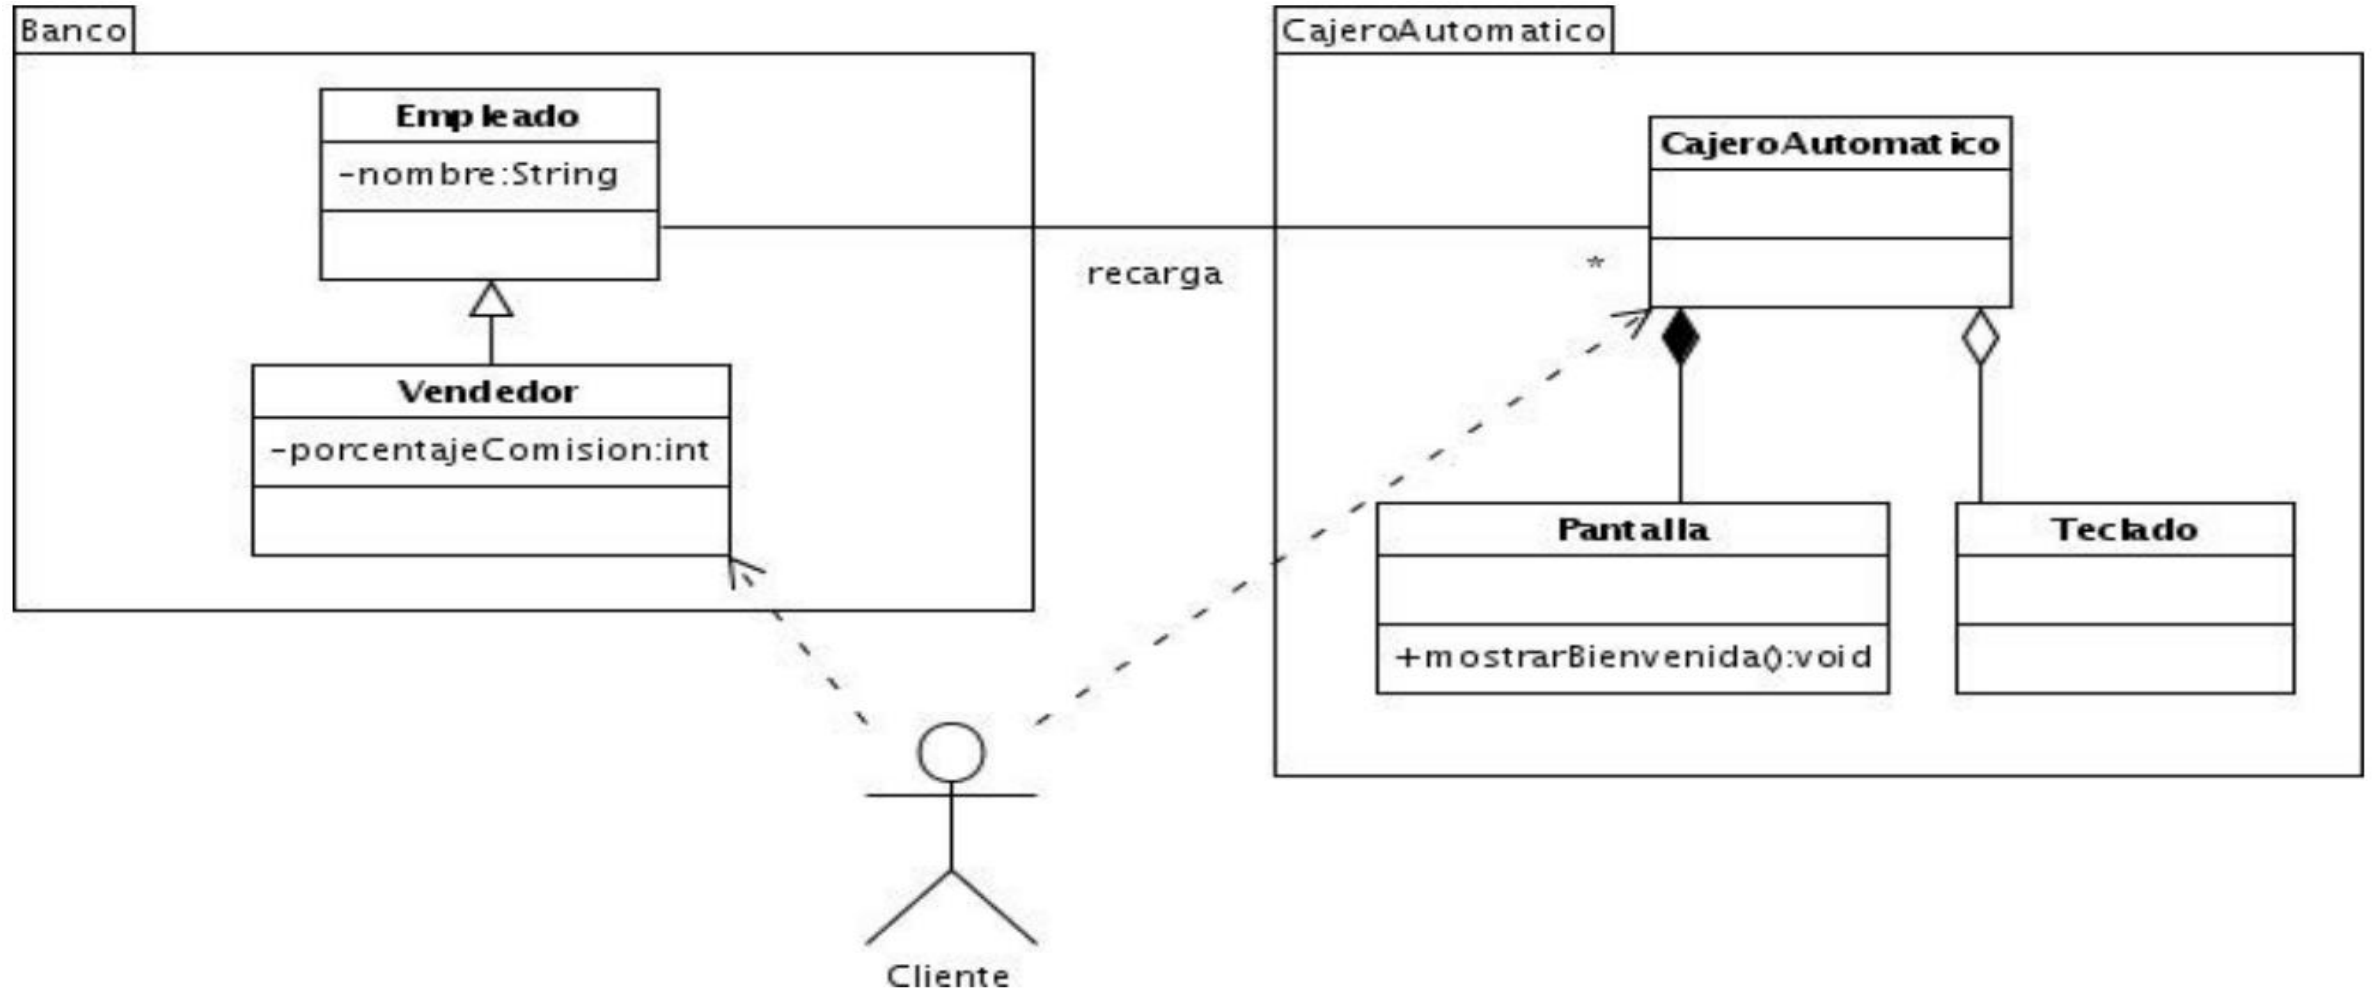 Banco
Empleado
-nombre:String
Vendedor
-porcentajeComision:int
recarga
CajeroAutomatico
CajeroAutomatico
*
Pantalla
+mostrarBienvenida():void
Teclado
Cliente